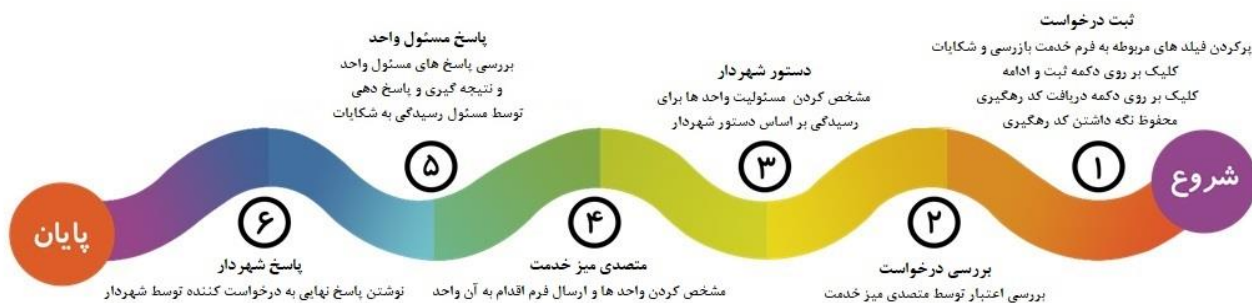 شروع
ثبت درخواست
پرکردن فیلد های مربوطه به فرم خدمت بازرسی و شکایات
کلیک بر روی دکمه ثبت و ادامه
کلیک بر روی دکمه دریافت کد رهگیری
محفوظ نگه داشتن کد رهگیری
۱
۲
بررسی درخواست
بررسی اعتبار توسط متصدی میز خدمت
دستور شهردار
مشخص کردن مسئولیت واحد ها برای
رسیدگی بر اساس دستور شهردار
۳
۴
متصدی میز خدمت
مشخص کردن واحد ها و ارسال فرم اقدام به آن واحد
پاسخ مسئول واحد
بررسی پاسخ های مسئول واحد
و نتیجه گیری و پاسخ دهی
توسط مسئول رسیدگی به شکایات
۵
۶
پاسخ شهردار
نوشتن پاسخ نهایی به درخواست کننده توسط شهردار
پایان